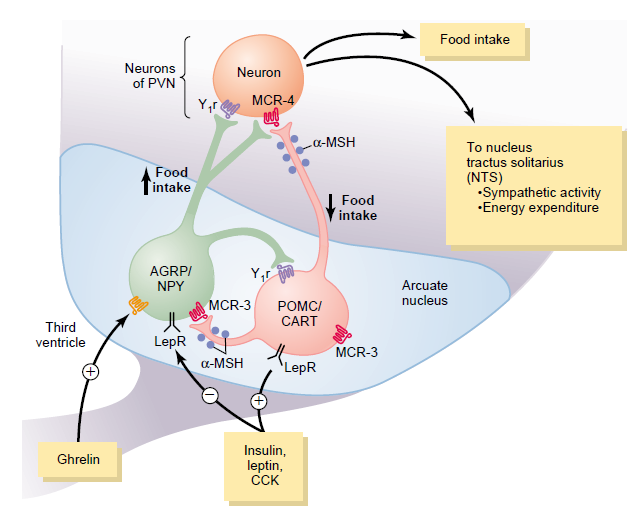 Food intake
Neurons
of PVN
Neuron
Y1r
MCR-4
α-MSH
To nucleus
tractus solitarius
(NTS)
•Sympathetic activity
•Energy expenditure
Food
intake
Food
intake
AGRP/
NPY
Y1r
Arcuate
nucleus
MCR-3
POMC/
CART
Third
ventricle
LepR
α-MSH
LepR
MCR-3
+
–
+
Ghrelin
Insulin,
leptin,
CCK